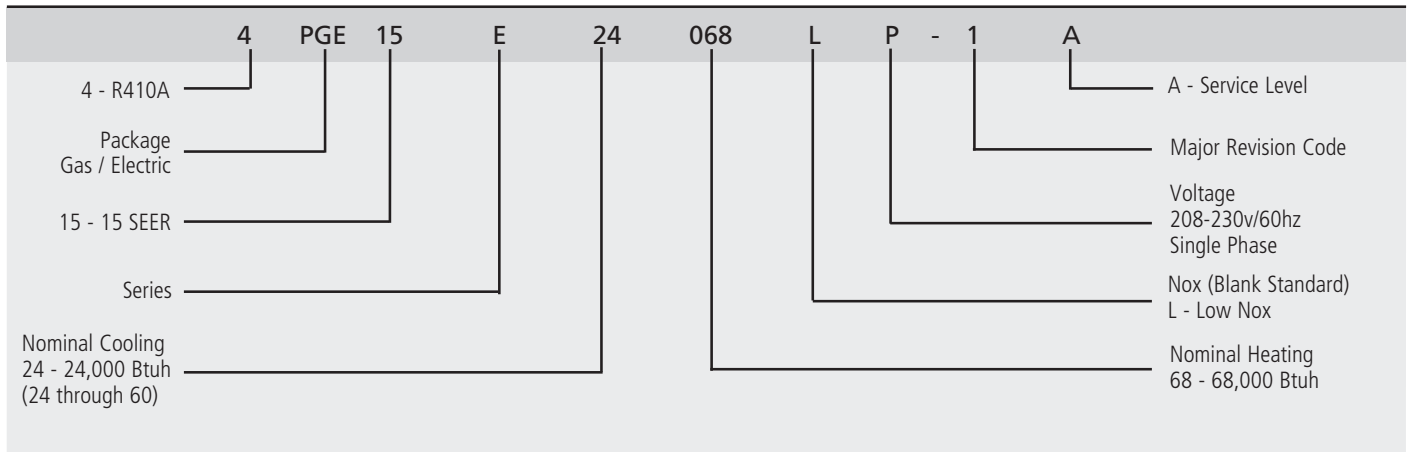 4 PGE 15 E 24 068 L P - 1 A
4 - R410A
Package
Gas / Electric
15 - 15 SEER
Series
Nominal Cooling
24 - 24,000 Btuh
(24 through 60)
A - Service Level
Major Revision Code
Voltage
208-230v/60hz
Single Phase
Nox (Blank Standard)
L - Low Nox
Nominal Heating
68 - 68,000 Btuh